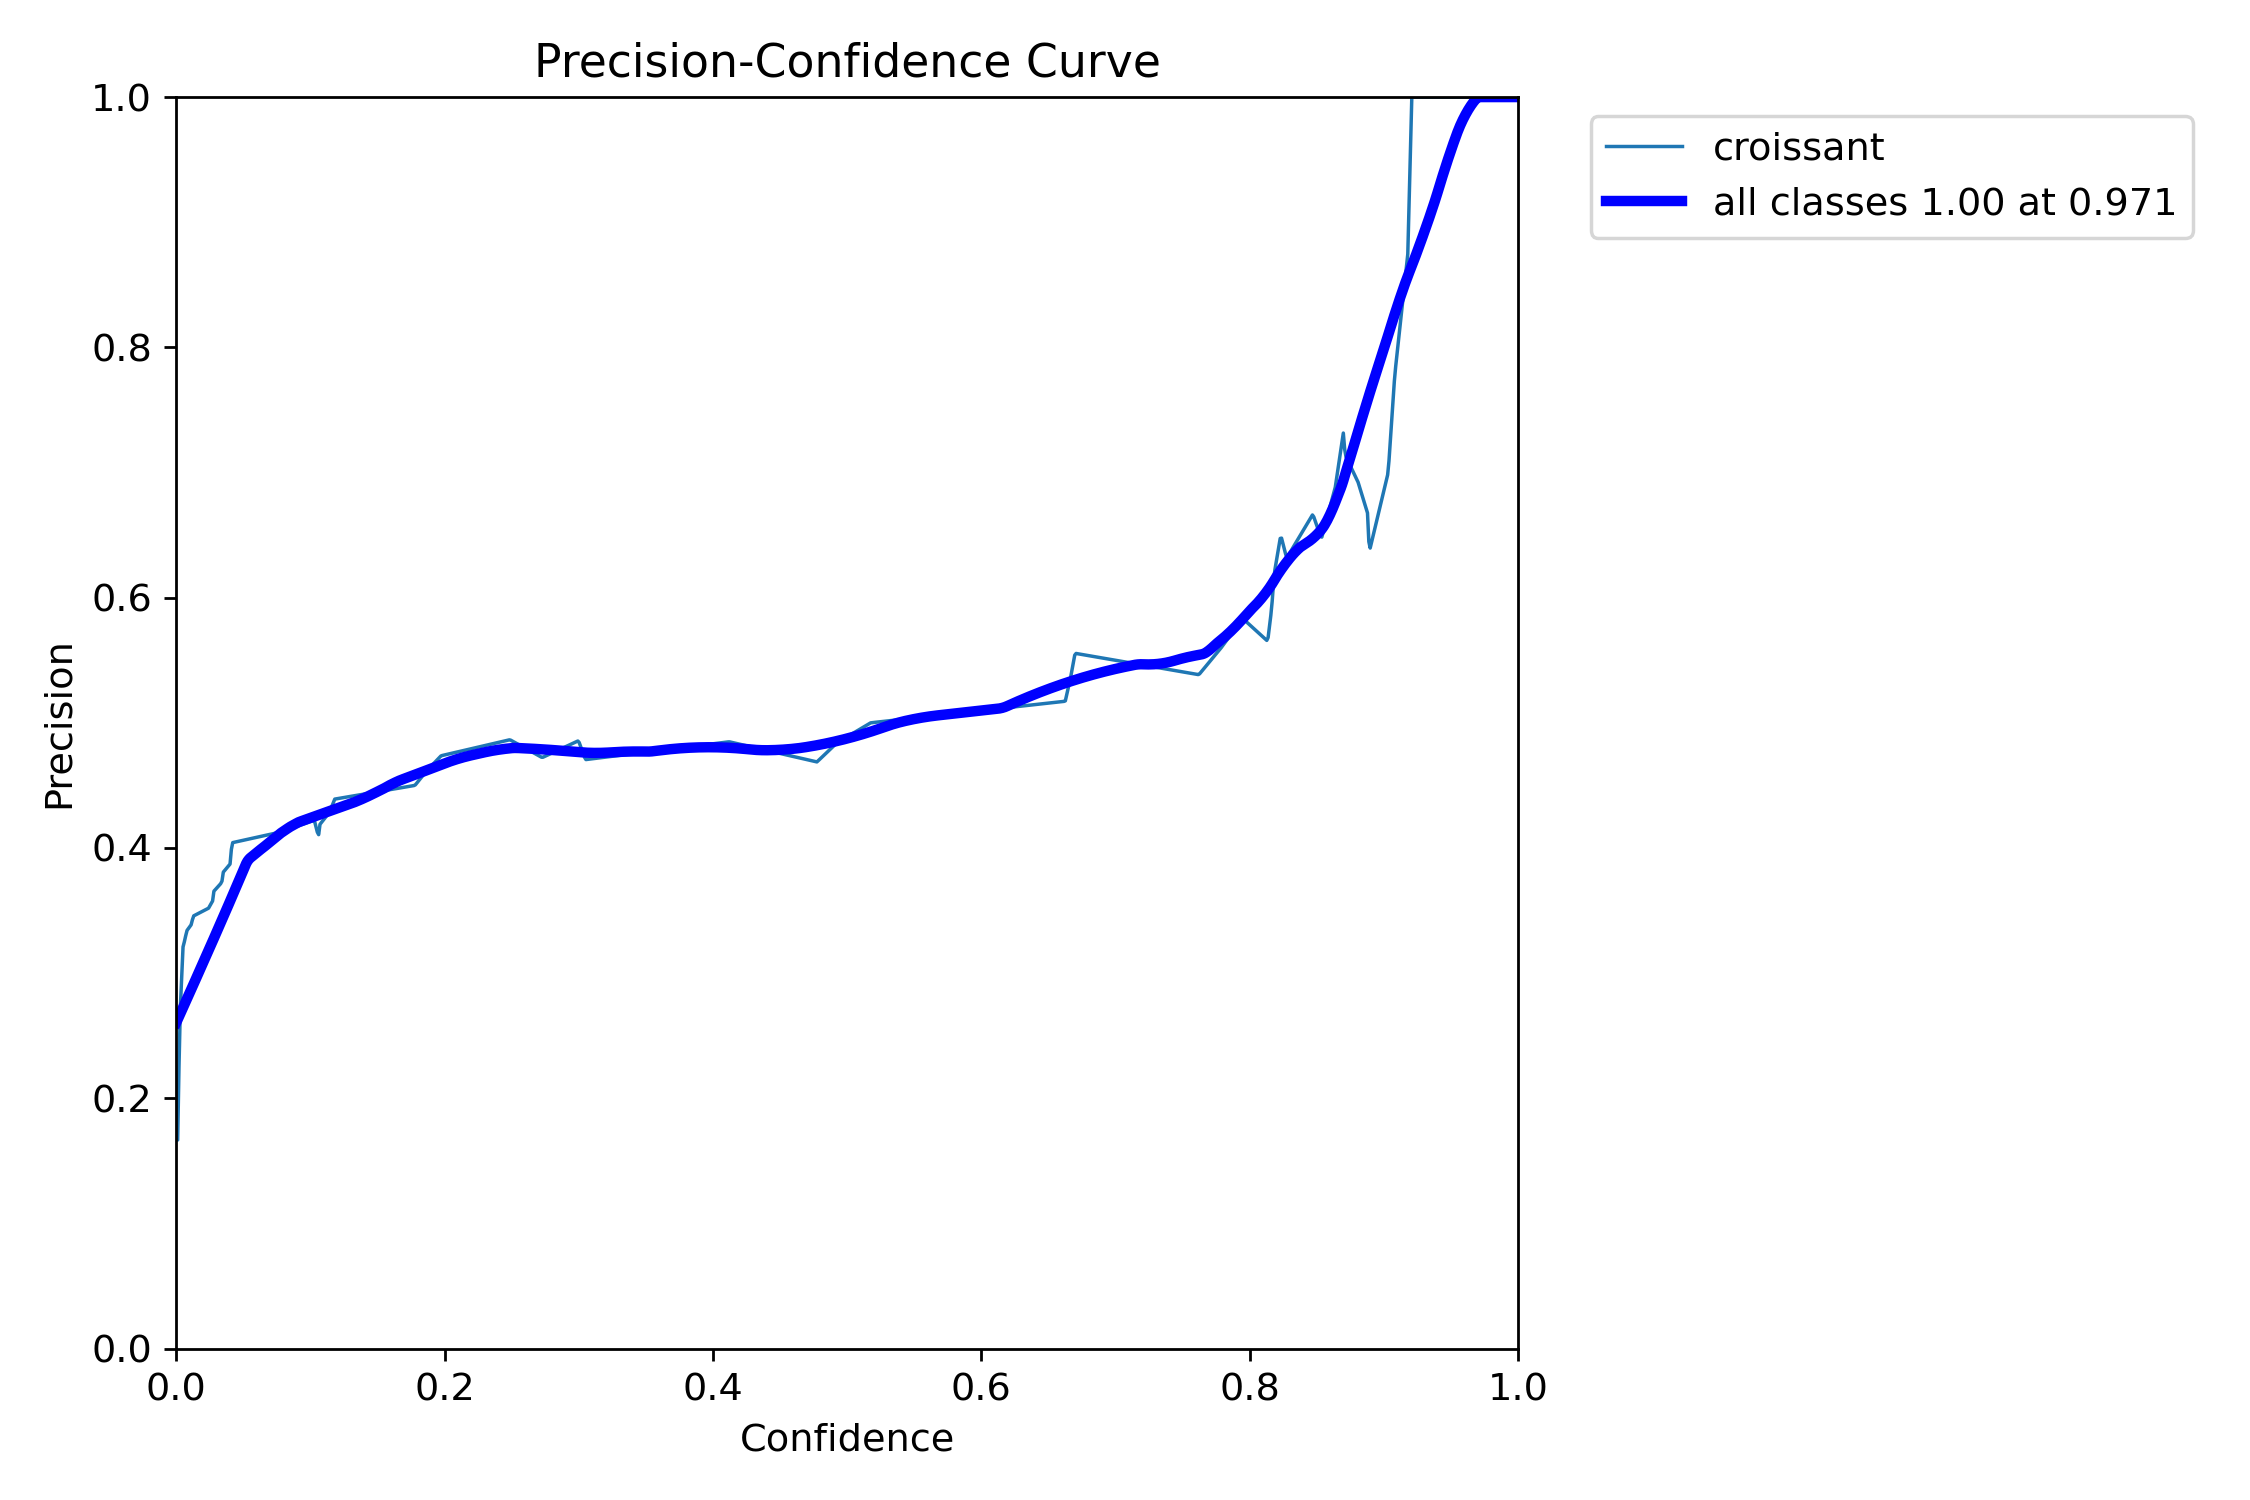 Precision-Confidence Curve
1.0
0.8
0.6
0.4
0.2
0.0
Precision
0.0 0.2 0.4 0.6 0.8 1.0
Confidence
croissant
all classes 1.00 at 0.971